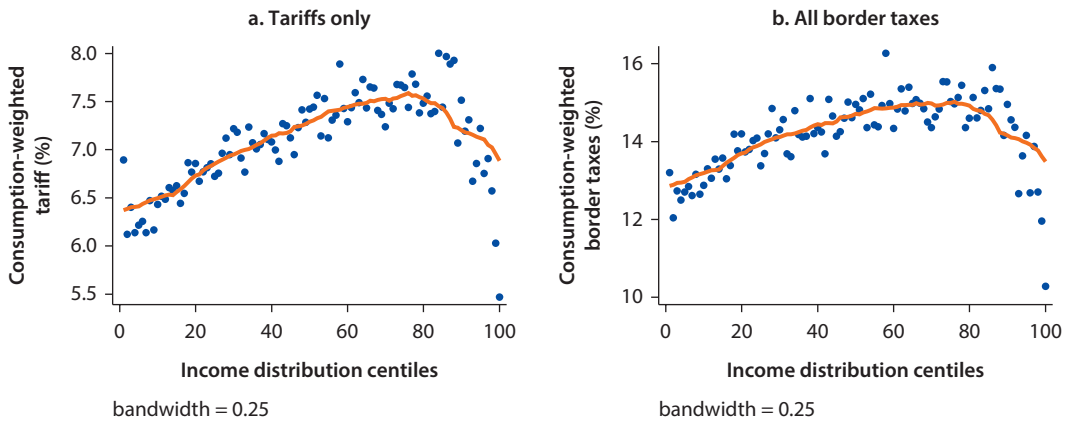 a. Tariffs only
Consumption-weighted
tariff (%)
8.0
7.5
7.0
6.5
6.0
5.5
0 20 40 60 80 100
Income distribution centiles
bandwidth = 0.25
b. All border taxes
Consumption-weighted
border taxes (%)
16
14
12
10
0 20 40 60 80 100
Income distribution centiles
bandwidth = 0.25